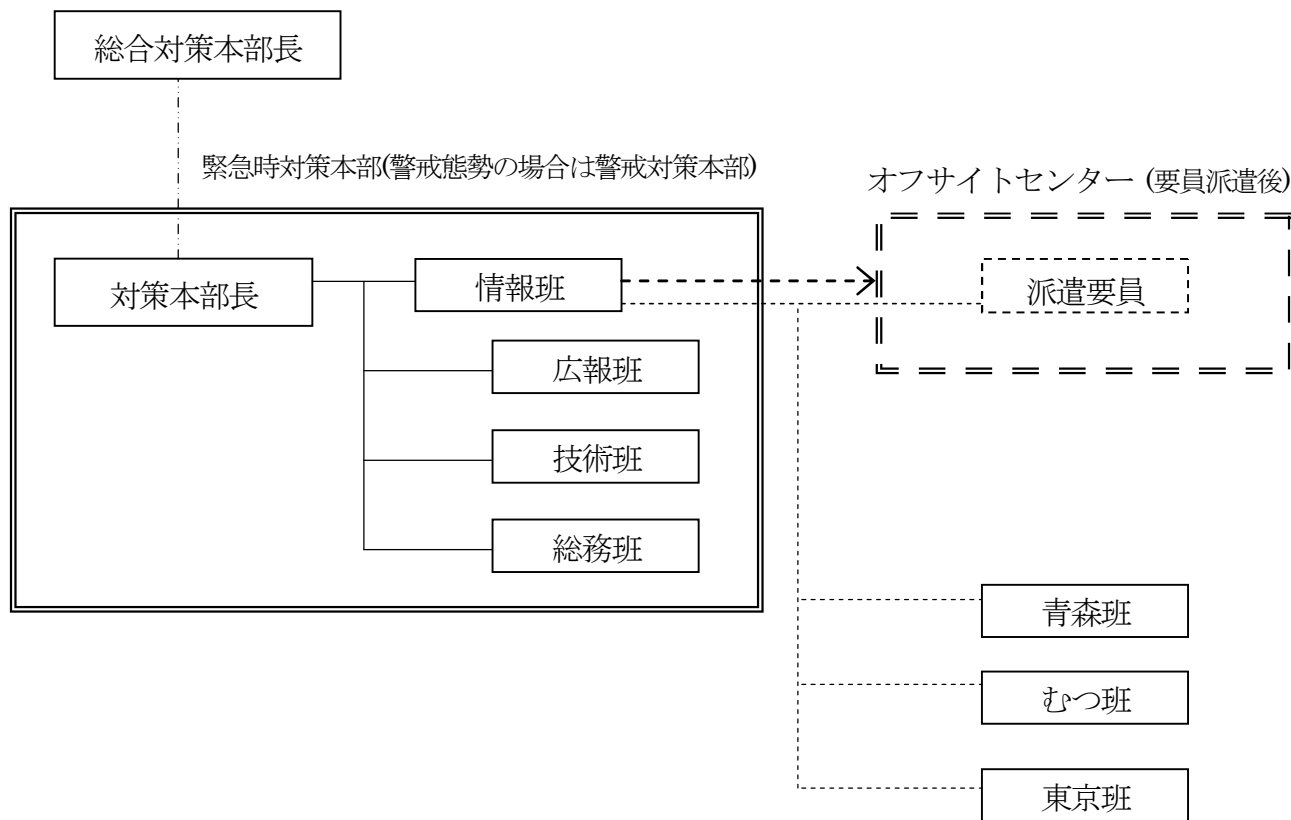 総合対策本部長
緊急時対策本部(警戒態勢の場合は警戒対策本部)
オフサイトセンター (要員派遣後)
対策本部長
情報班
派遣要員
広報班
技術班
総務班
青森班
むつ班
東京班